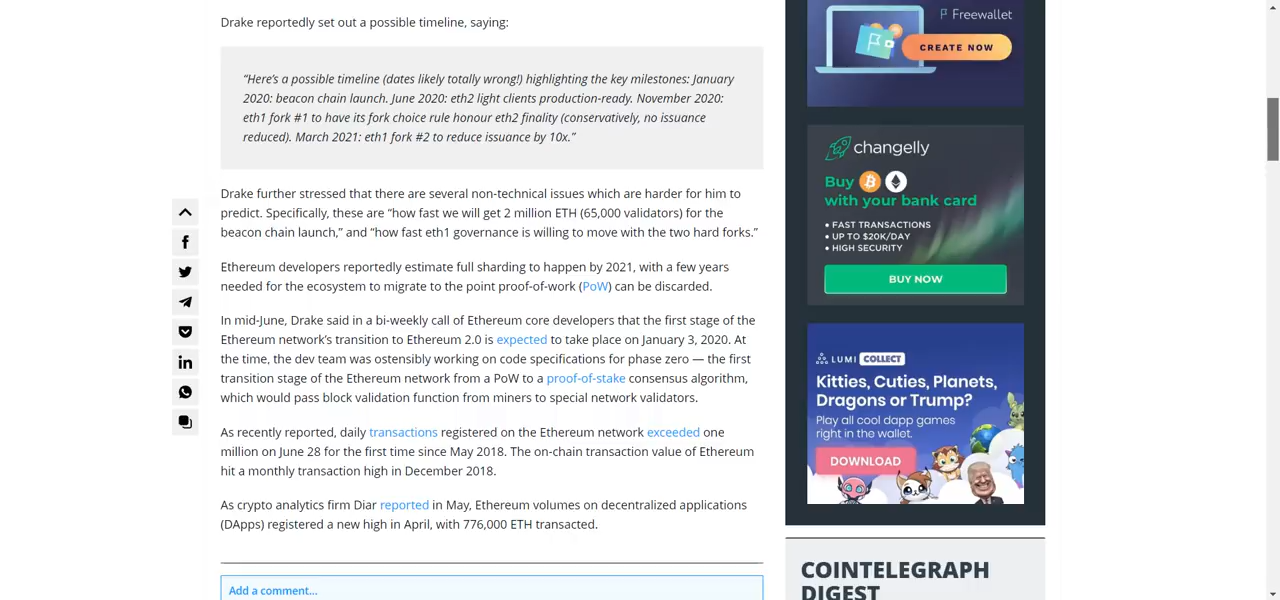 Drake reportedly set out a possible timeline, saying:
“Here’s a possible timeline (dates likely totally wrong!) highlighting the key milestones: January
2020: beacon chain launch. June 2020: eth2 light clients production-ready. November 2020:
eth1 fork #1 to have its fork choice rule honour eth2 finality (conservatively, no issuance
reduced). March 2021: eth1 fork #2 to reduce issuance by 10x.”
Drake further stressed that there are several non-technical issues which are harder for him to
predict. Specifically, these are “how fast we will get 2 million ETH (65,000 validators) for the
beacon chain launch,” and “how fast eth1 governance is willing to move with the two hard forks.”
Ethereum developers reportedly estimate full sharding to happen by 2021, with a few years
needed for the ecosystem to migrate to the point proof-of-work (PoW) can be discarded.
In mid-June, Drake said in a bi-weekly call of Ethereum core developers that the first stage of the
Ethereum network’s transition to Ethereum 2.0 is expected to take place on January 3, 2020. At
the time, the dev team was ostensibly working on code specifications for phase zero — the first
transition stage of the Ethereum network from a PoW to a proof-of-stake consensus algorithm,
which would pass block validation function from miners to special network validators.
As recently reported, daily transactions registered on the Ethereum network exceeded one
million on June 28 for the first time since May 2018. The on-chain transaction value of Ethereum
hit a monthly transaction high in December 2018.
As crypto analytics firm Diar reported in May, Ethereum volumes on decentralized applications
(DApps) registered a new high in April, with 776,000 ETH transacted.
Add a comment...
Freewallet
CREATE NOW
changelly
Buy
with your bank card
• FAST TRANSACTIONS
• UP TO $20K/DAY
• HIGH SECURITY
BUY NOW
LUMI COLLECT
Kitties, Cuties, Planets,
Dragons or Trump?
Play all cool dapp games
right in the wallet.
DOWNLOAD
COINTELEGRAPH
DIGEST